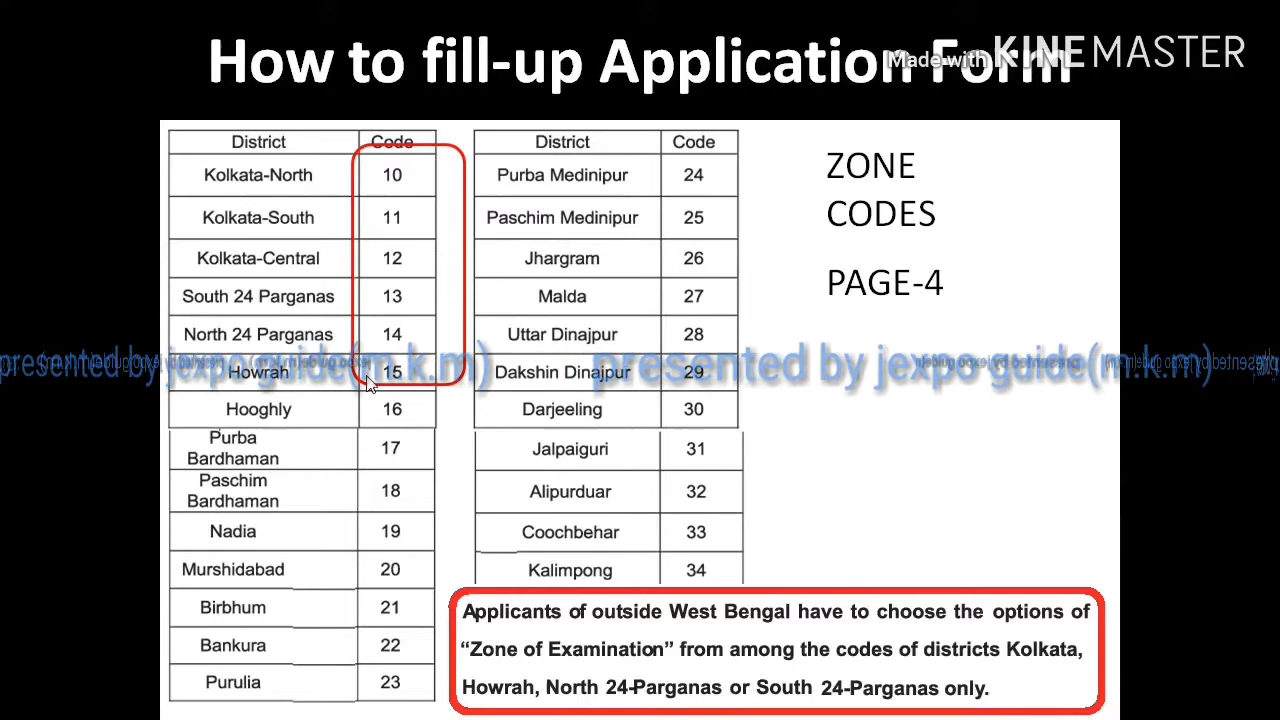 How to fill-up Application Form
Made with KINEMASTER
District Code
Kolkata-North 10
Kolkata-South 11
Kolkata-Central 12
South 24 Parganas 13
North 24 Parganas 14
Howrah 15
Hooghly 16
Purba
Bardhaman 17
Paschim
Bardhaman 18
Nadia 19
Murshidabad 20
Birbhum 21
Bankura 22
Purulia 23
District Code
Purba Medinipur 24
Paschim Medinipur 25
Jhargram 26
Malda 27
Uttar Dinajpur 28
Dakshin Dinajpur 29
Darjeeling 30
Jalpaiguri 31
Alipurduar 32
Coochbehar 33
Kalimpong 34
ZONE
CODES
PAGE-4
presented by jexpo guide(m.k.m) presented by jexpo guide(m.k.m)
Applicants of outside West Bengal have to choose the options of
“Zone of Examination” from among the codes of districts Kolkata,
Howrah, North 24-Parganas or South 24-Parganas only.